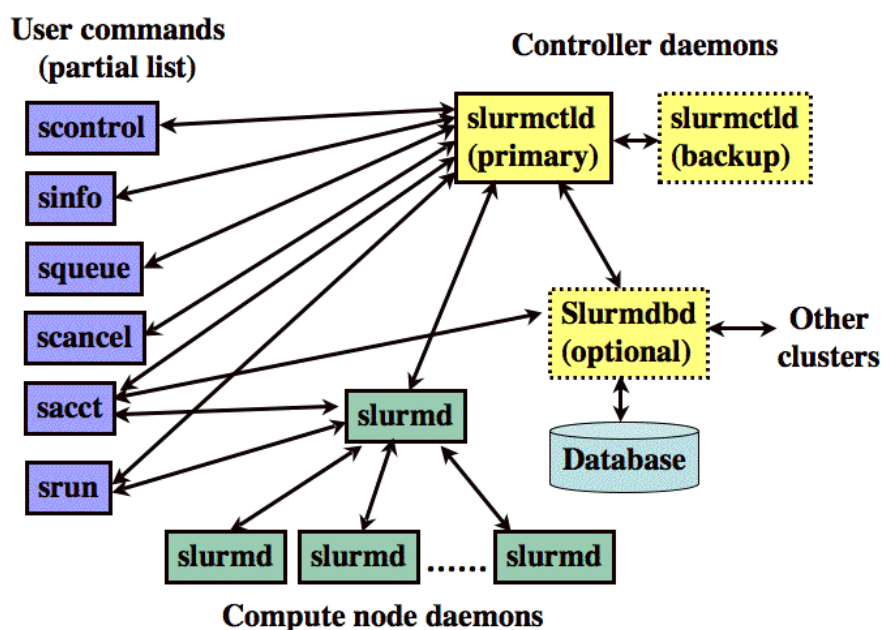 User commands
(partial list)
Controller daemons
scontrol
sinfo
squeue
scancel
sacct
srun
slurmctld
(primary)
slurmctld
(backup)
Slurmdbd
(optional)
Other
clusters
Database
slurmd
slurmd
slurmd
......
slurmd
Compute node daemons